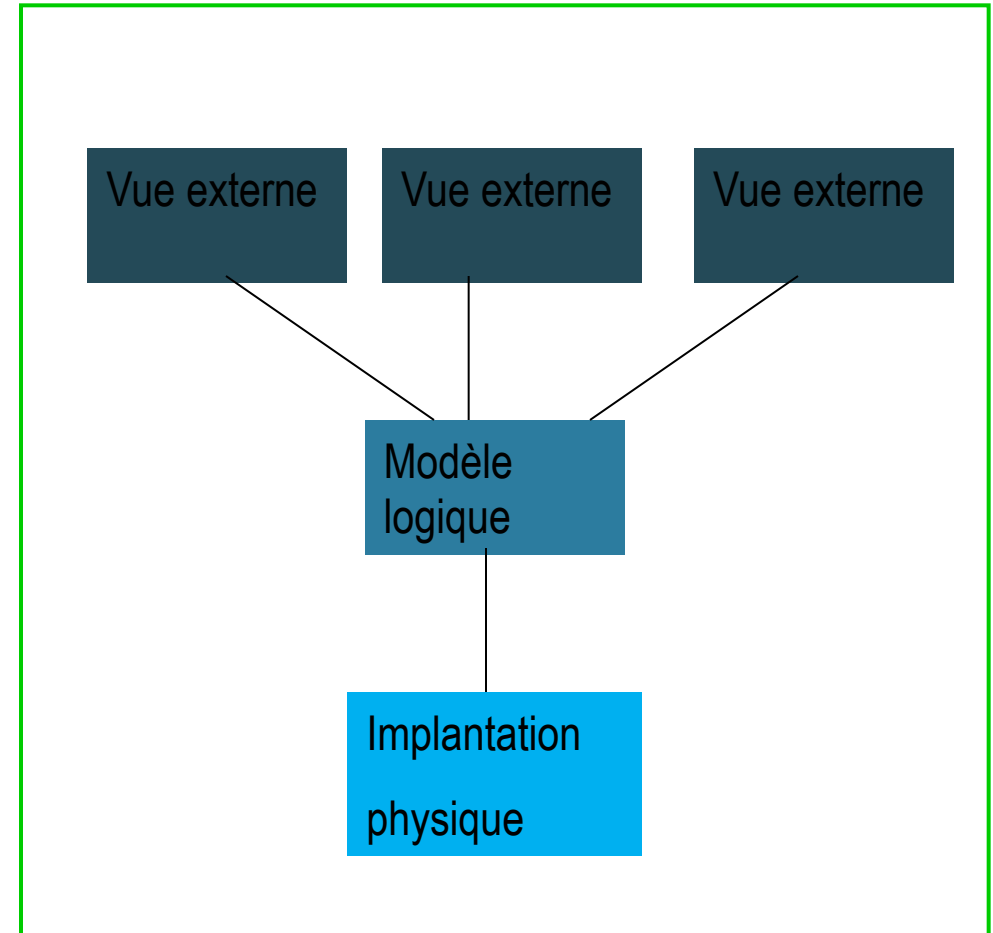 Vue externe
Vue externe
Vue externe
Modèle
logique
Implantation
physique